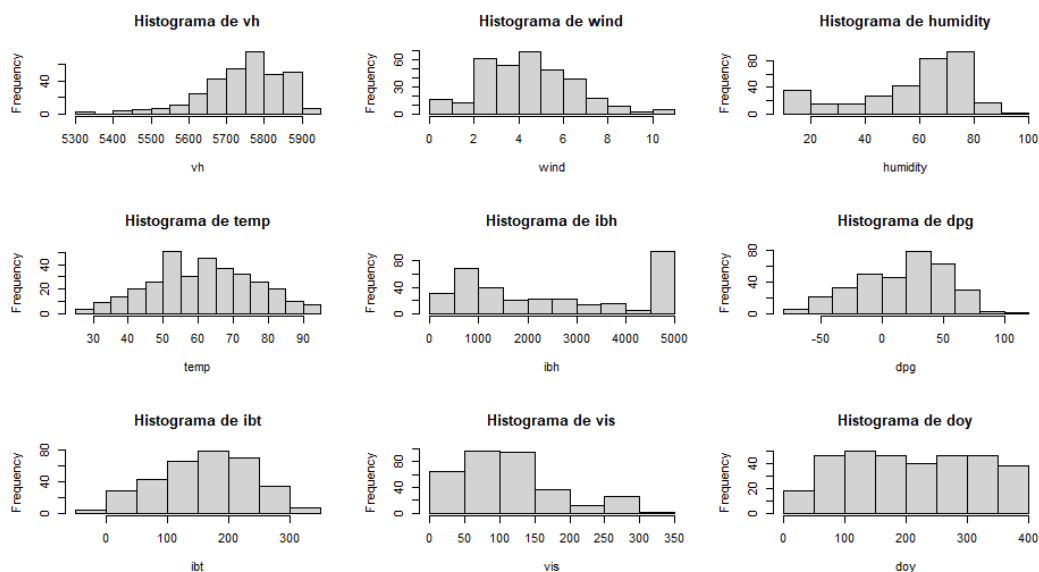 Histograma de vh
Histograma de wind
Histograma de humidity
Frequency
0 40
5300 5400 5500 5600 5700 5800 5900
vh
Frequency
0 30 60
0 2 4 6 8 10
wind
Frequency
0 40 80
20 40 60 80 100
humidity
Histograma de temp
Histograma de ibh
Histograma de dpg
Frequency
0 20 40
30 40 50 60 70 80 90
temp
Frequency
0 40 80
0 1000 2000 3000 4000 5000
ibh
Frequency
0 40 80
-50 0 50 100
dpg
Histograma de ibt
Histograma de vis
Histograma de doy
Frequency
0 40 80
0 100 200 300
ibt
Frequency
0 40 80
0 50 100 150 200 250 300 350
vis
Frequency
0 20 40
0 100 200 300 400
doy